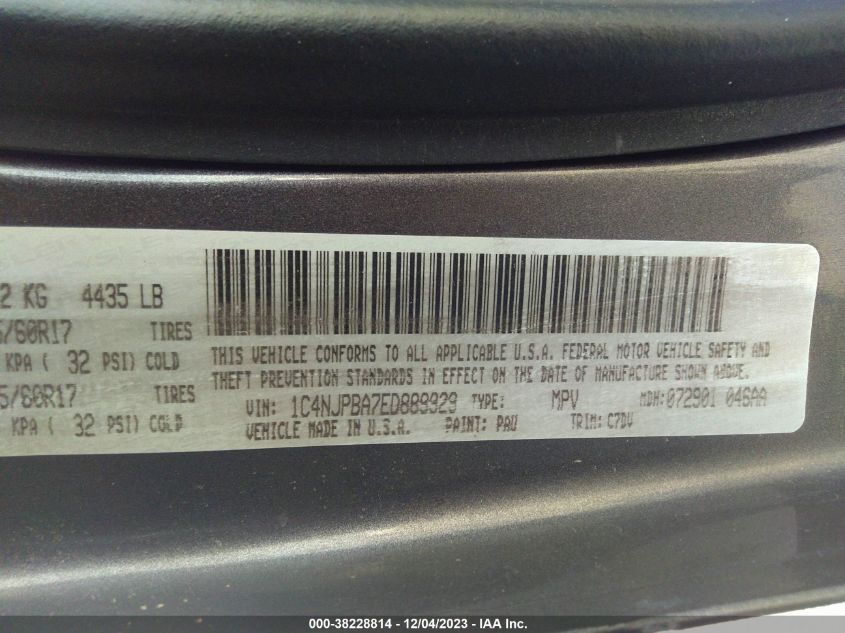 2 KG 4435 LB
5/60R17 TIRES
KPA ( 32 PSI) COLD
5/60R17 TIRES
KPA ( 32 PSI) COLD
THIS VEHICLE CONFORMS TO ALL APPLICABLE U.S.A. FEDERAL MOTOR VEHICLE SAFETY AND
THEFT PREVENTION STANDARDS IN EFFECT ON THE DATE OF MANUFACTURE SHOWN ABOVE.
VIN: 1C4NJPBA7ED889929 TYPE: MPV MDH:072901 046AA
VEHICLE MADE IN U.S.A. PAINT: PAU TRIM: C7DV
000-38228814 - 12/04/2023 - IAA Inc.